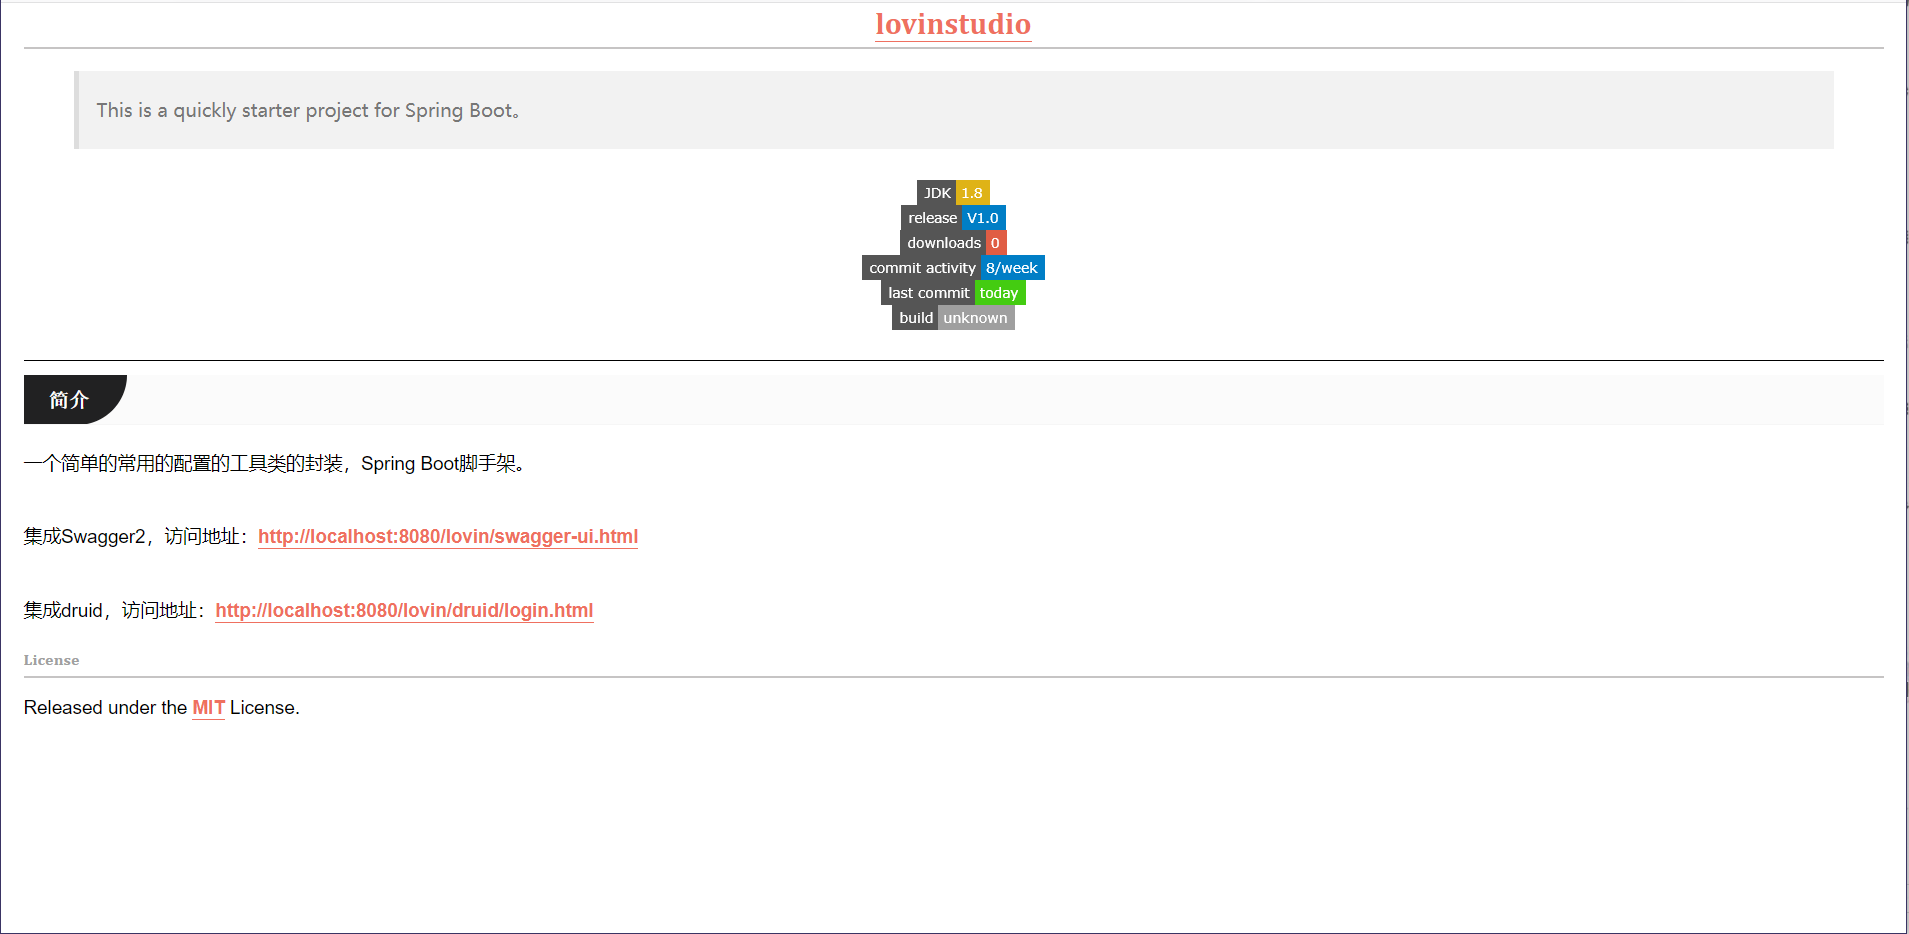 lovinstudio
This is a quickly starter project for Spring Boot。
JDK 1.8
release V1.0
downloads 0
commit activity 8/week
last commit today
build unknown
简介
一个简单的常用的配置的工具类的封装，Spring Boot脚手架。
集成Swagger2，访问地址：http://localhost:8080/lovin/swagger-ui.html
集成druid，访问地址：http://localhost:8080/lovin/druid/login.html
License
Released under the MIT License.